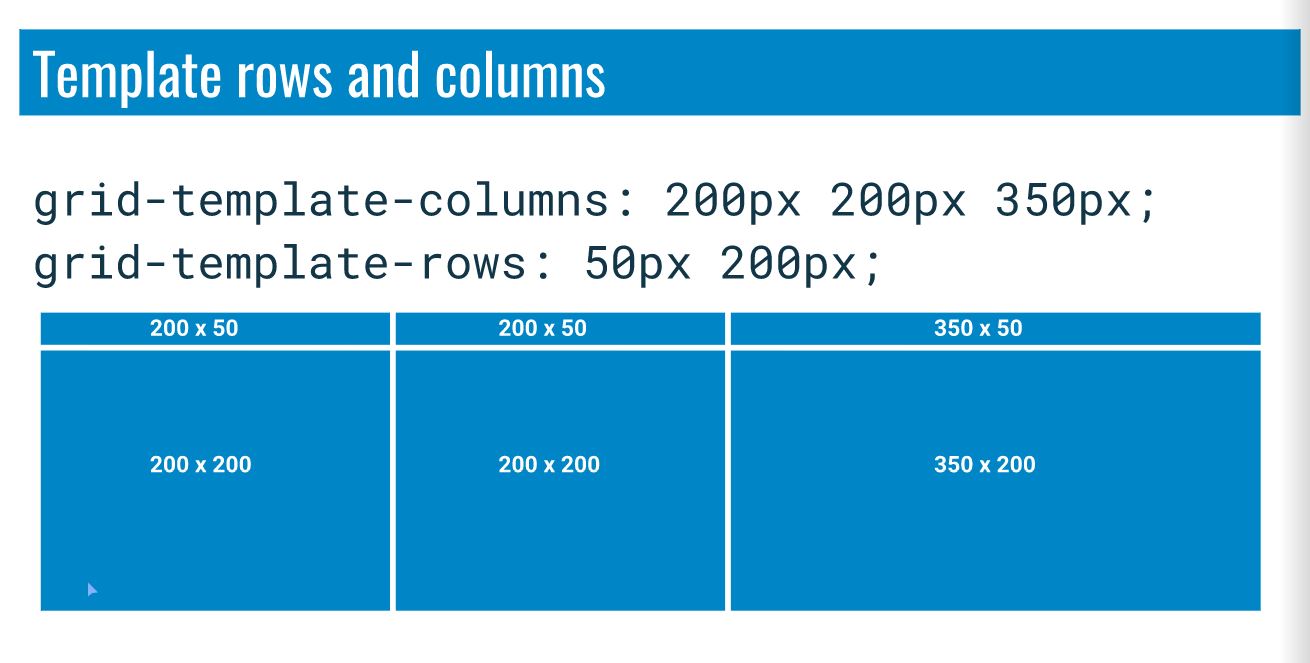 Template rows and columns
grid-template-columns: 200px 200px 350px;
grid-template-rows: 50px 200px;
200 x 50 200 x 50 350 x 50
200 x 200 200 x 200 350 x 200